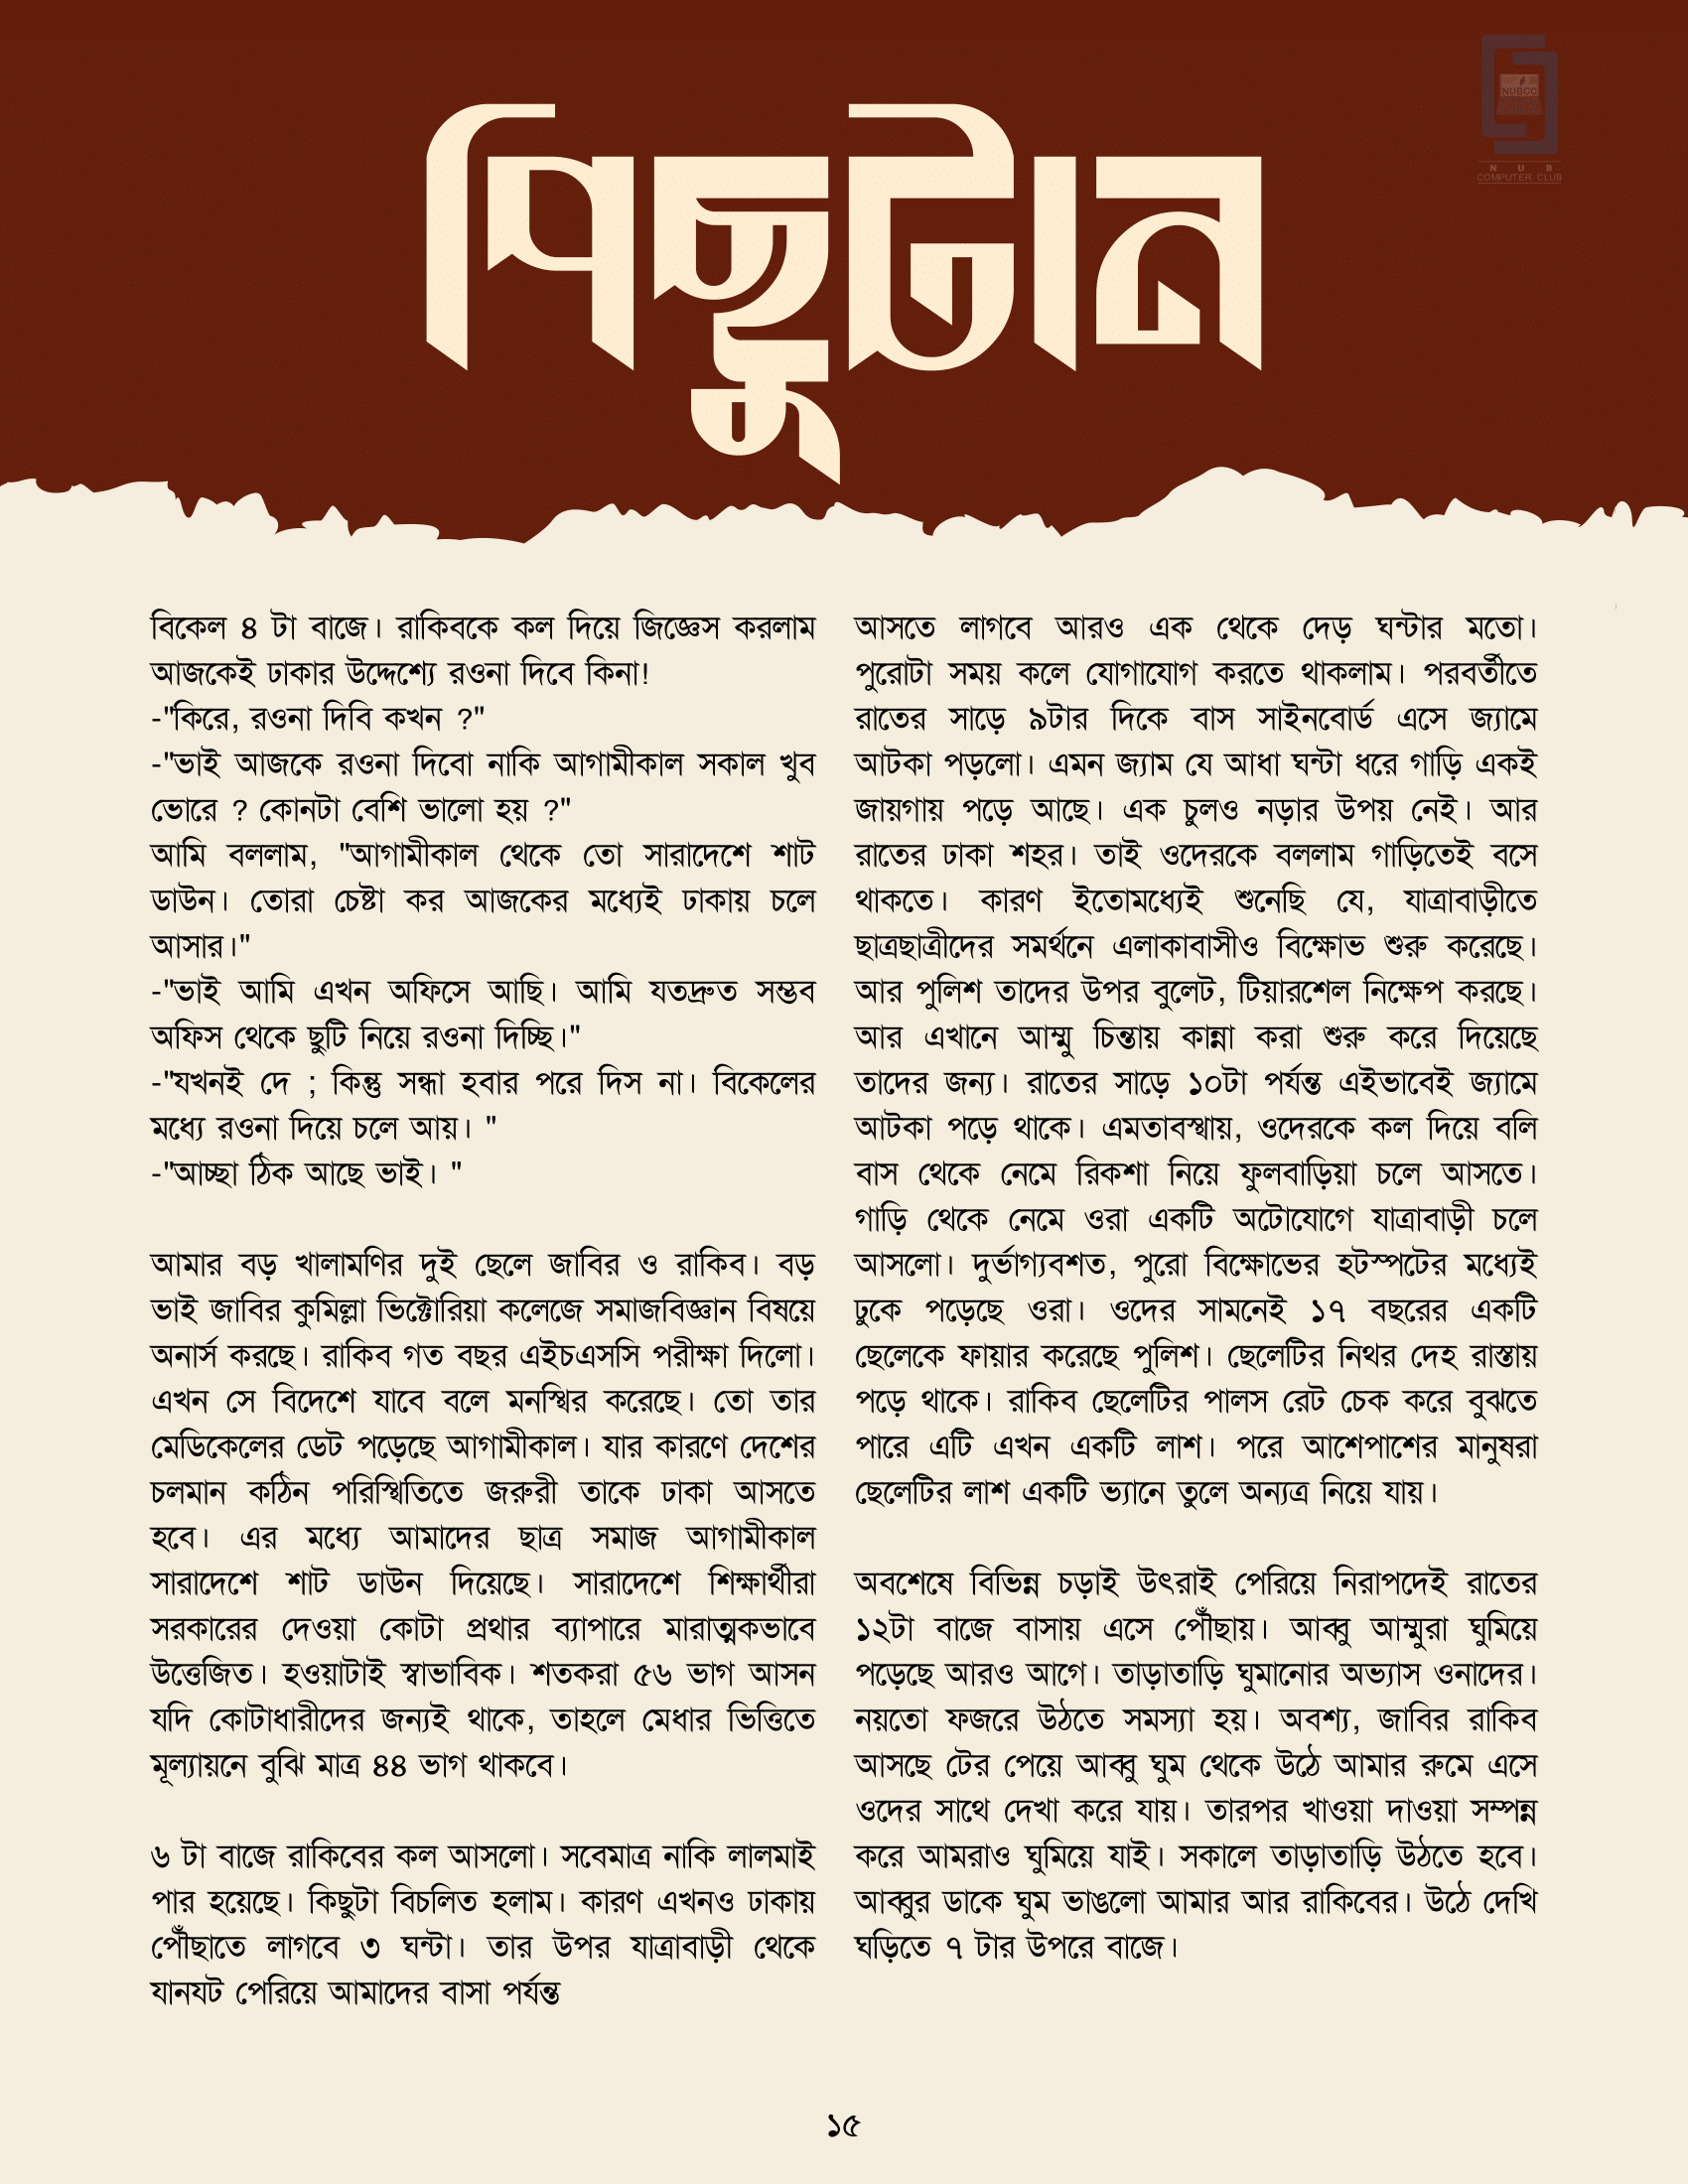 পিছুটান
NUBCC
N U B
COMPUTER CLUB
বিকেল ৪ টা বাজে। রাকিবকে কল দিয়ে জিজ্ঞেস করলাম
আজকেই ঢাকার উদ্দেশ্যে রওনা দিবে কিনা!
-"কিরে, রওনা দিবি কখন ?"
-"ভাই আজকে রওনা দিবো নাকি আগামীকাল সকাল খুব
ভোরে ? কোনটা বেশি ভালো হয় ?"
আমি বললাম, "আগামীকাল থেকে তো সারাদেশে শাট
ডাউন। তোরা চেষ্টা কর আজকের মধ্যেই ঢাকায় চলে
আসার।"
-"ভাই আমি এখন অফিসে আছি। আমি যতদ্রুত সম্ভব
অফিস থেকে ছুটি নিয়ে রওনা দিচ্ছি।"
-"যখনই দে ; কিন্তু সন্ধা হবার পরে দিস না। বিকেলের
মধ্যে রওনা দিয়ে চলে আয়। "
-"আচ্ছা ঠিক আছে ভাই। "
আমার বড় খালামণির দুই ছেলে জাবির ও রাকিব। বড়
ভাই জাবির কুমিল্লা ভিক্টোরিয়া কলেজে সমাজবিজ্ঞান বিষয়ে
অনার্স করছে। রাকিব গত বছর এইচএসসি পরীক্ষা দিলো।
এখন সে বিদেশে যাবে বলে মনস্থির করেছে। তো তার
মেডিকেলের ডেট পড়েছে আগামীকাল। যার কারণে দেশের
চলমান কঠিন পরিস্থিতিতে জরুরী তাকে ঢাকা আসতে
হবে। এর মধ্যে আমাদের ছাত্র সমাজ আগামীকাল
সারাদেশে শাট ডাউন দিয়েছে। সারাদেশে শিক্ষার্থীরা
সরকারের দেওয়া কোটা প্রথার ব্যাপারে মারাত্মকভাবে
উত্তেজিত। হওয়াটাই স্বাভাবিক। শতকরা ৫৬ ভাগ আসন
যদি কোটাধারীদের জন্যই থাকে, তাহলে মেধার ভিত্তিতে
মূল্যায়নে বুঝি মাত্র ৪৪ ভাগ থাকবে।
৬ টা বাজে রাকিবের কল আসলো। সবেমাত্র নাকি লালমাই
পার হয়েছে। কিছুটা বিচলিত হলাম। কারণ এখনও ঢাকায়
পৌঁছাতে লাগবে ৩ ঘন্টা। তার উপর যাত্রাবাড়ী থেকে
যানযট পেরিয়ে আমাদের বাসা পর্যন্ত
আসতে লাগবে আরও এক থেকে দেড় ঘন্টার মতো।
পুরোটা সময় কলে যোগাযোগ করতে থাকলাম। পরবর্তীতে
রাতের সাড়ে ৯টার দিকে বাস সাইনবোর্ড এসে জ্যামে
আটকা পড়লো। এমন জ্যাম যে আধা ঘন্টা ধরে গাড়ি একই
জায়গায় পড়ে আছে। এক চুলও নড়ার উপয় নেই। আর
রাতের ঢাকা শহর। তাই ওদেরকে বললাম গাড়িতেই বসে
থাকতে। কারণ ইতোমধ্যেই শুনেছি যে, যাত্রাবাড়ীতে
ছাত্রছাত্রীদের সমর্থনে এলাকাবাসীও বিক্ষোভ শুরু করেছে।
আর পুলিশ তাদের উপর বুলেট, টিয়ারশেল নিক্ষেপ করছে।
আর এখানে আম্মু চিন্তায় কান্না করা শুরু করে দিয়েছে
তাদের জন্য। রাতের সাড়ে ১০টা পর্যন্ত এইভাবেই জ্যামে
আটকা পড়ে থাকে। এমতাবস্থায়, ওদেরকে কল দিয়ে বলি
বাস থেকে নেমে রিকশা নিয়ে ফুলবাড়িয়া চলে আসতে।
গাড়ি থেকে নেমে ওরা একটি অটোযোগে যাত্রাবাড়ী চলে
আসলো। দুর্ভাগ্যবশত, পুরো বিক্ষোভের হটস্পটের মধ্যেই
ঢুকে পড়েছে ওরা। ওদের সামনেই ১৭ বছরের একটি
ছেলেকে ফায়ার করেছে পুলিশ। ছেলেটির নিথর দেহ রাস্তায়
পড়ে থাকে। রাকিব ছেলেটির পালস রেট চেক করে বুঝতে
পারে এটি এখন একটি লাশ। পরে আশেপাশের মানুষরা
ছেলেটির লাশ একটি ভ্যানে তুলে অন্যত্র নিয়ে যায়।
অবশেষে বিভিন্ন চড়াই উৎরাই পেরিয়ে নিরাপদেই রাতের
১২টা বাজে বাসায় এসে পৌঁছায়। আব্বু আম্মুরা ঘুমিয়ে
পড়েছে আরও আগে। তাড়াতাড়ি ঘুমানোর অভ্যাস ওনাদের।
নয়তো ফজরে উঠতে সমস্যা হয়। অবশ্য, জাবির রাকিব
আসছে টের পেয়ে আব্বু ঘুম থেকে উঠে আমার রুমে এসে
ওদের সাথে দেখা করে যায়। তারপর খাওয়া দাওয়া সম্পন্ন
করে আমরাও ঘুমিয়ে যাই। সকালে তাড়াতাড়ি উঠতে হবে।
আব্বুর ডাকে ঘুম ভাঙলো আমার আর রাকিবের। উঠে দেখি
ঘড়িতে ৭ টার উপরে বাজে।
১৫